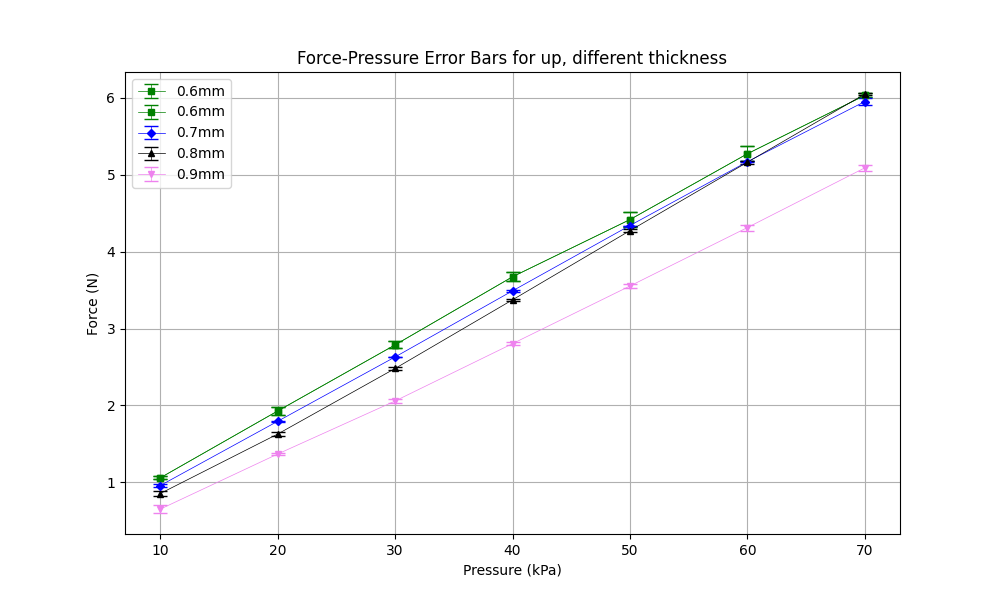 Force-Pressure Error Bars for up, different thickness
0.6mm
0.6mm
0.7mm
0.8mm
0.9mm
6
5
4
3
2
1
Force (N)
10 20 30 40 50 60 70
Pressure (kPa)